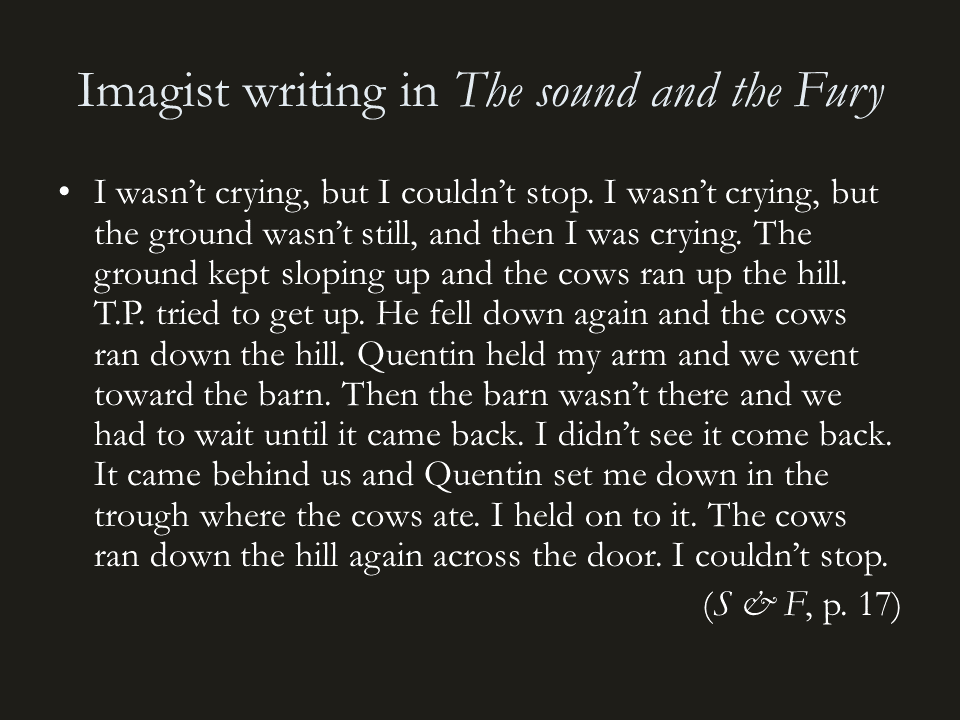 Imagist writing in The sound and the Fury
• I wasn’t crying, but I couldn’t stop. I wasn’t crying, but
the ground wasn’t still, and then I was crying. The
ground kept sloping up and the cows ran up the hill.
T.P. tried to get up. He fell down again and the cows
ran down the hill. Quentin held my arm and we went
toward the barn. Then the barn wasn’t there and we
had to wait until it came back. I didn’t see it come back.
It came behind us and Quentin set me down in the
trough where the cows ate. I held on to it. The cows
ran down the hill again across the door. I couldn’t stop.
(S & F, p. 17)